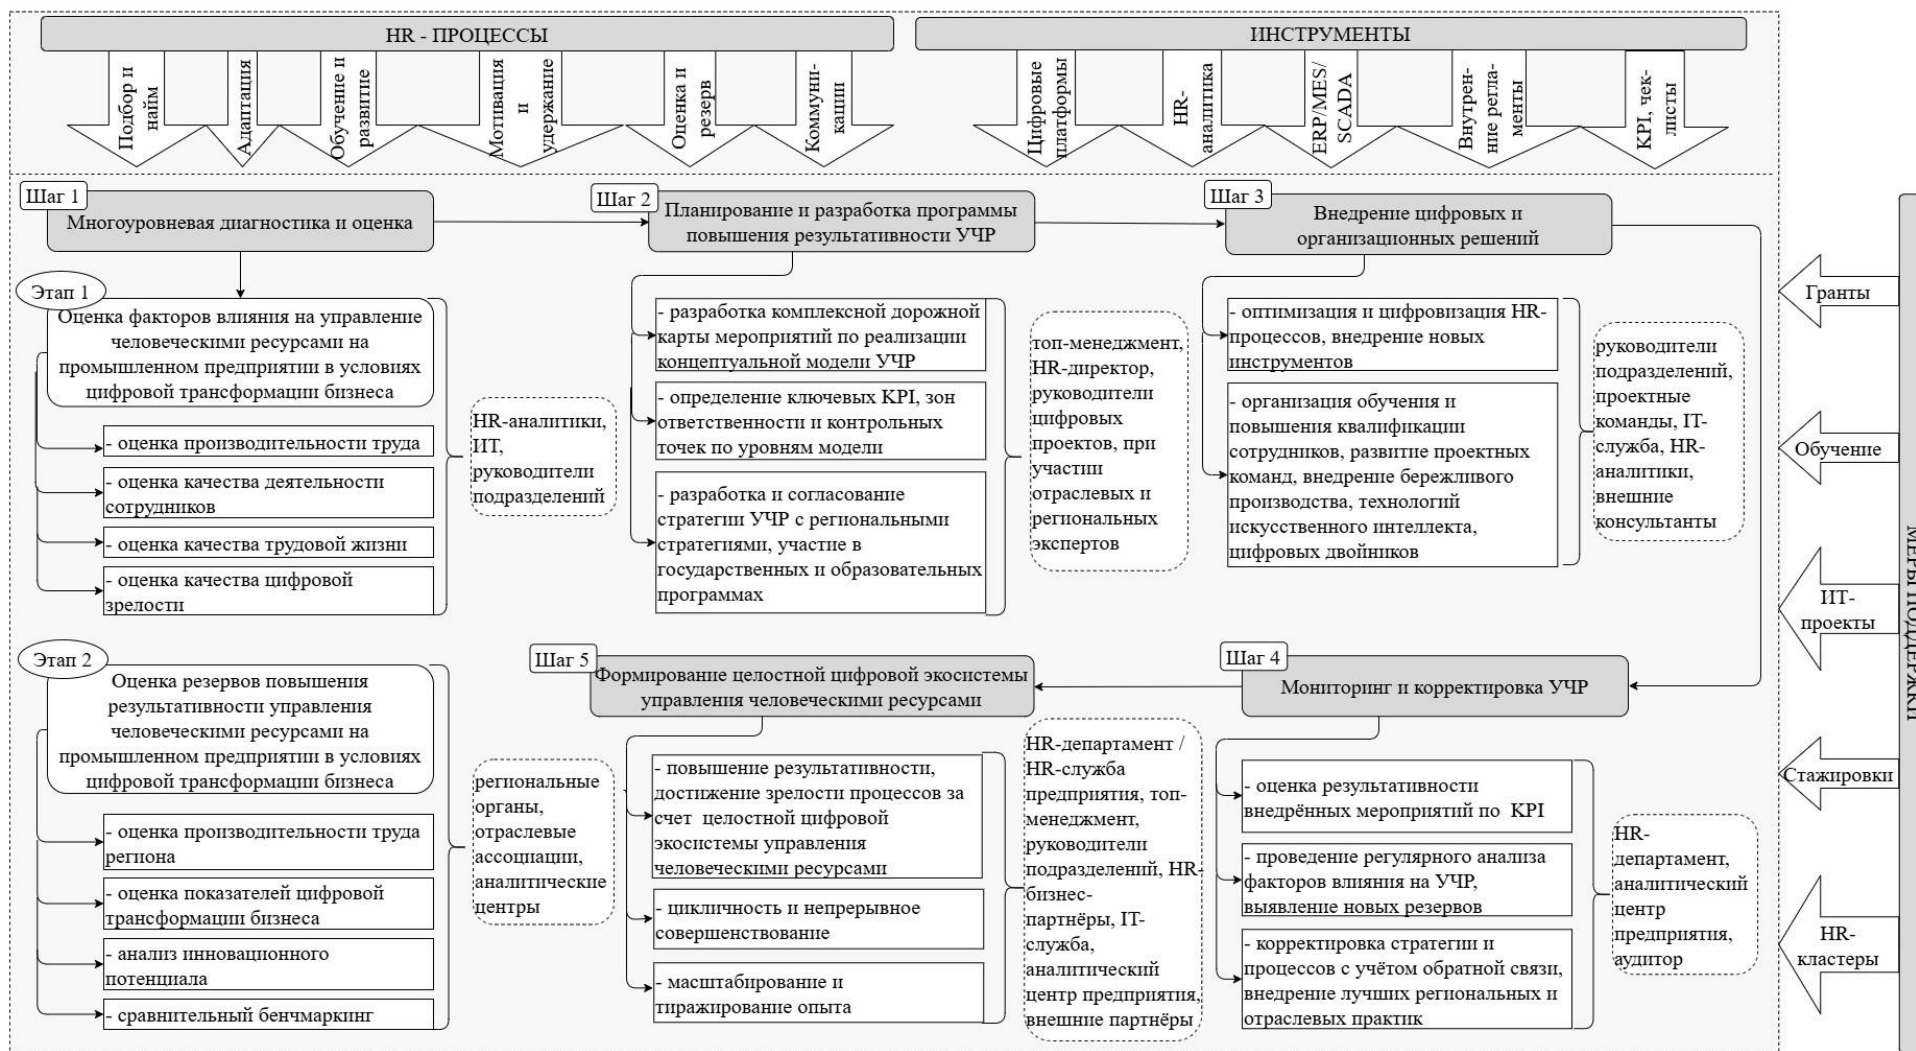 HR - ПРОЦЕССЫ
Подбор и
найм
Адаптация
Обучение и
развитие
Мотивация
и
удержание
Оценка и
резерв
Коммуни-
кации
ИНСТРУМЕНТЫ
Цифровые
платформы
HR-
аналитика
ERP/MES/
SCADA
Внутрен-
ние регла-
менты
KPI, чек-
листы
Шаг 1
Многоуровневая диагностика и оценка
Этап 1
Оценка факторов влияния на управление
человеческими ресурсами на
промышленном предприятии в условиях
цифровой трансформации бизнеса
- оценка производительности труда
- оценка качества деятельности
сотрудников
- оценка качества трудовой жизни
- оценка качества цифровой
зрелости
HR-аналитики,
ИТ,
руководители
подразделений
Этап 2
Оценка резервов повышения
результативности управления
человеческими ресурсами на
промышленном предприятии в условиях
цифровой трансформации бизнеса
- оценка производительности труда
региона
- оценка показателей цифровой
трансформации бизнеса
- анализ инновационного
потенциала
- сравнительный бенчмаркинг
региональные
органы,
отраслевые
ассоциации,
аналитические
центры
Шаг 2
Планирование и разработка программы
повышения результативности УЧР
- разработка комплексной дорожной
карты мероприятий по реализации
концептуальной модели УЧР
- определение ключевых KPI, зон
ответственности и контрольных
точек по уровням модели
- разработка и согласование
стратегии УЧР с региональными
стратегиями, участие в
государственных и образовательных
программах
топ-менеджмент,
HR-директор,
руководители
цифровых
проектов, при
участии
отраслевых и
региональных
экспертов
Шаг 3
Внедрение цифровых и
организационных решений
- оптимизация и цифровизация HR-
процессов, внедрение новых
инструментов
- организация обучения и
повышения квалификации
сотрудников, развитие проектных
команд, внедрение бережливого
производства, технологий
искусственного интеллекта,
цифровых двойников
руководители
подразделений,
проектные
команды, IT-
служба, HR-
аналитики,
внешние
консультанты
Шаг 4
Мониторинг и корректировка УЧР
- оценка результативности
внедрённых мероприятий по KPI
- проведение регулярного анализа
факторов влияния на УЧР,
выявление новых резервов
- корректировка стратегии и
процессов с учётом обратной связи,
внедрение лучших региональных и
отраслевых практик
HR-
департамент,
аналитический
центр
предприятия,
аудитор
Шаг 5
Формирование целостной цифровой экосистемы
управления человеческими ресурсами
- повышение результативности,
достижение зрелости процессов за
счет целостной цифровой
экосистемы управления
человеческими ресурсами
- цикличность и непрерывное
совершенствование
- масштабирование и
тиражирование опыта
HR-департамент /
HR-служба
предприятия, топ-
менеджмент,
руководители
подразделений, HR-
бизнес-
партнёры, IT-
служба,
аналитический
центр предприятия,
внешние партнёры
Гранты
Обучение
ИТ-
проекты
Стажировки
HR-
кластеры
МЕРЫ ПОДДЕРЖКИ